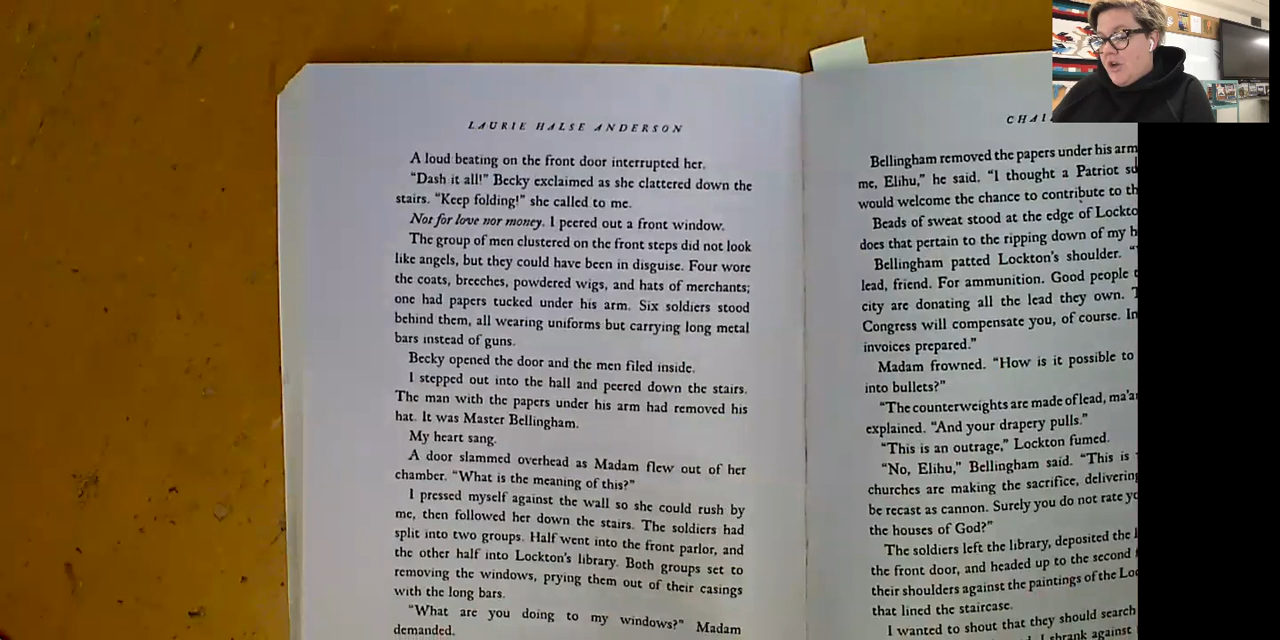 LAURIE HALSE ANDERSON
A loud beating on the front door interrupted her.
"Dash it all!" Becky exclaimed as she clattered down the
stairs. "Keep folding!" she called to me.
Not for love nor money. I peered out a front window.
The group of men clustered on the front steps did not look
like angels, but they could have been in disguise. Four wore
the coats, breeches, powdered wigs, and hats of merchants;
one had papers tucked under his arm. Six soldiers stood
behind them, all wearing uniforms but carrying long metal
bars instead of guns.
Becky opened the door and the men filed inside.
I stepped out into the hall and peered down the stairs.
The man with the papers under his arm had removed his
hat. It was Master Bellingham.
My heart sang.
A door slammed overhead as Madam flew out of her
chamber. "What is the meaning of this?"
I pressed myself against the wall so she could rush by
me, then followed her down the stairs. The soldiers had
split into two groups. Half went into the front parlor, and
the other half into Lockton's library. Both groups set to
removing the windows, prying them out of their casings
with the long bars.
"What are you doing to my windows?" Madam
demanded.
Bellingham removed the papers under his arm
me, Elihu," he said. "I thought a Patriot
would welcome the chance to contribute to
Beads of sweat stood at the edge of
does that pertain to the ripping down of my
Bellingham patted Lockton's shoulder.
lead, friend. For ammunition. Good people
city are donating all the lead they own.
Congress will compensate you, of course.
invoices prepared."
Madam frowned. "How is it possible to
into bullets?"
"The counterweights are made of lead,
explained. "And your drapery pulls."
"This is an outrage," Lockton fumed.
"No, Elihu," Bellingham said. "This is
churches are making the sacrifice, delivering
be recast as cannon. Surely you do not rate
the houses of God?"
The soldiers left the library, deposited the
the front door, and headed up to the second
their shoulders against the paintings of the
that lined the staircase.
I wanted to shout that they should search
I shrank against